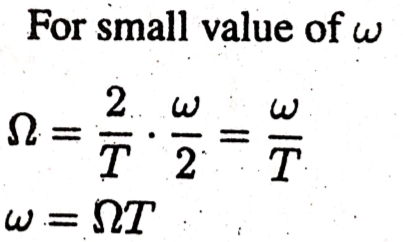 For small value of ω
Ω = 2/T · ω/2 = ω/T
ω = ΩT